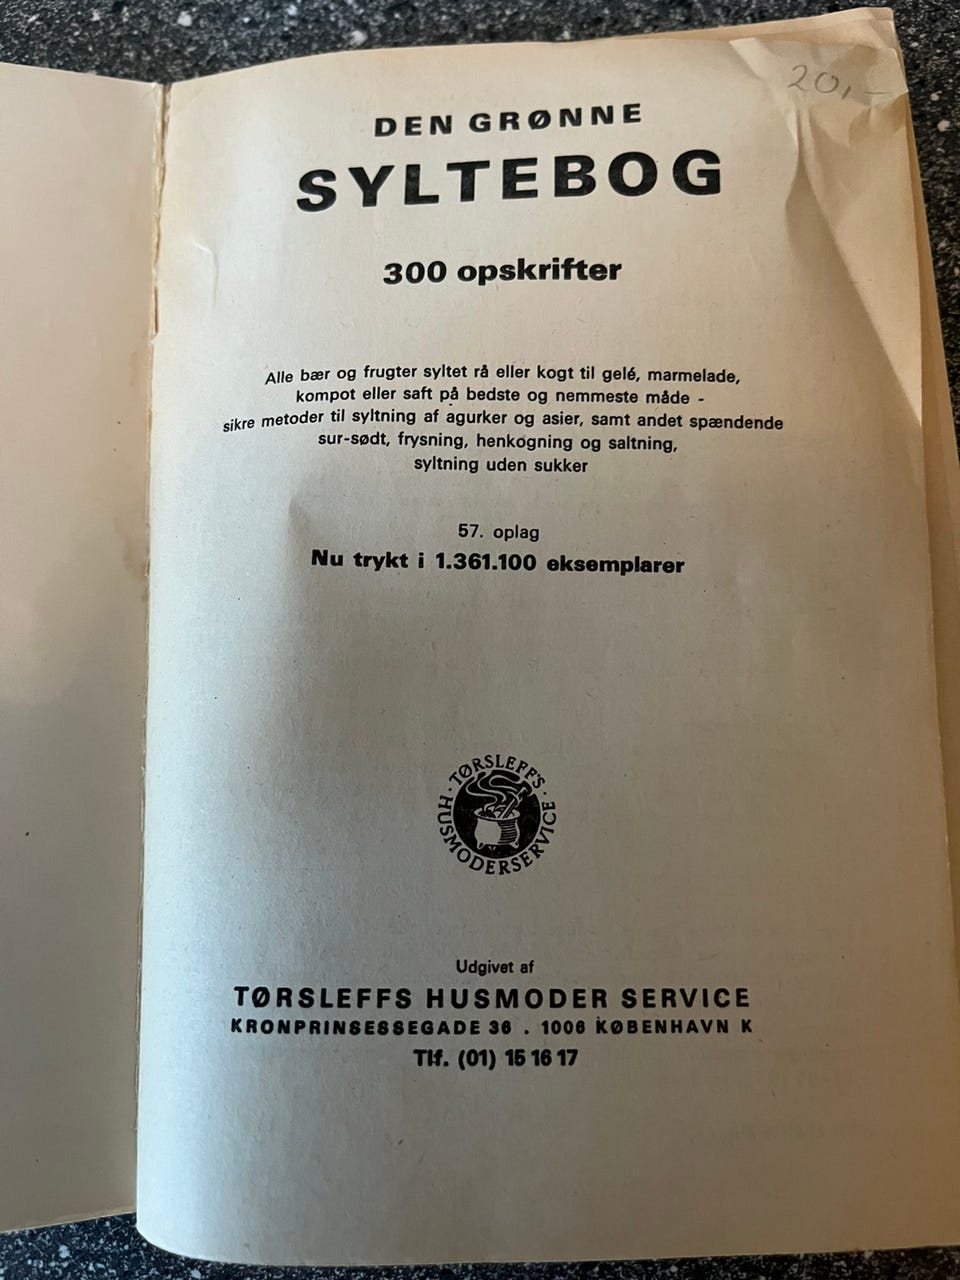 20,-
DEN GRØNNE
SYLTEBOG
300 opskrifter
Alle bær og frugter syltet rå eller kogt til gelé, marmelade,
kompot eller saft på bedste og nemmeste måde -
sikre metoder til syltning af agurker og asier, samt andet spændende
sur-sødt, frysning, henkogning og saltning,
syltning uden sukker
57. oplag
Nu trykt i 1.361.100 eksemplarer
· TØRSLEFF'S ·
HUSMODERSERVICE
Udgivet af
TØRSLEFFS HUSMODER SERVICE
KRONPRINSESSEGADE 36 . 1006 KØBENHAVN K
Tlf. (01) 15 16 17